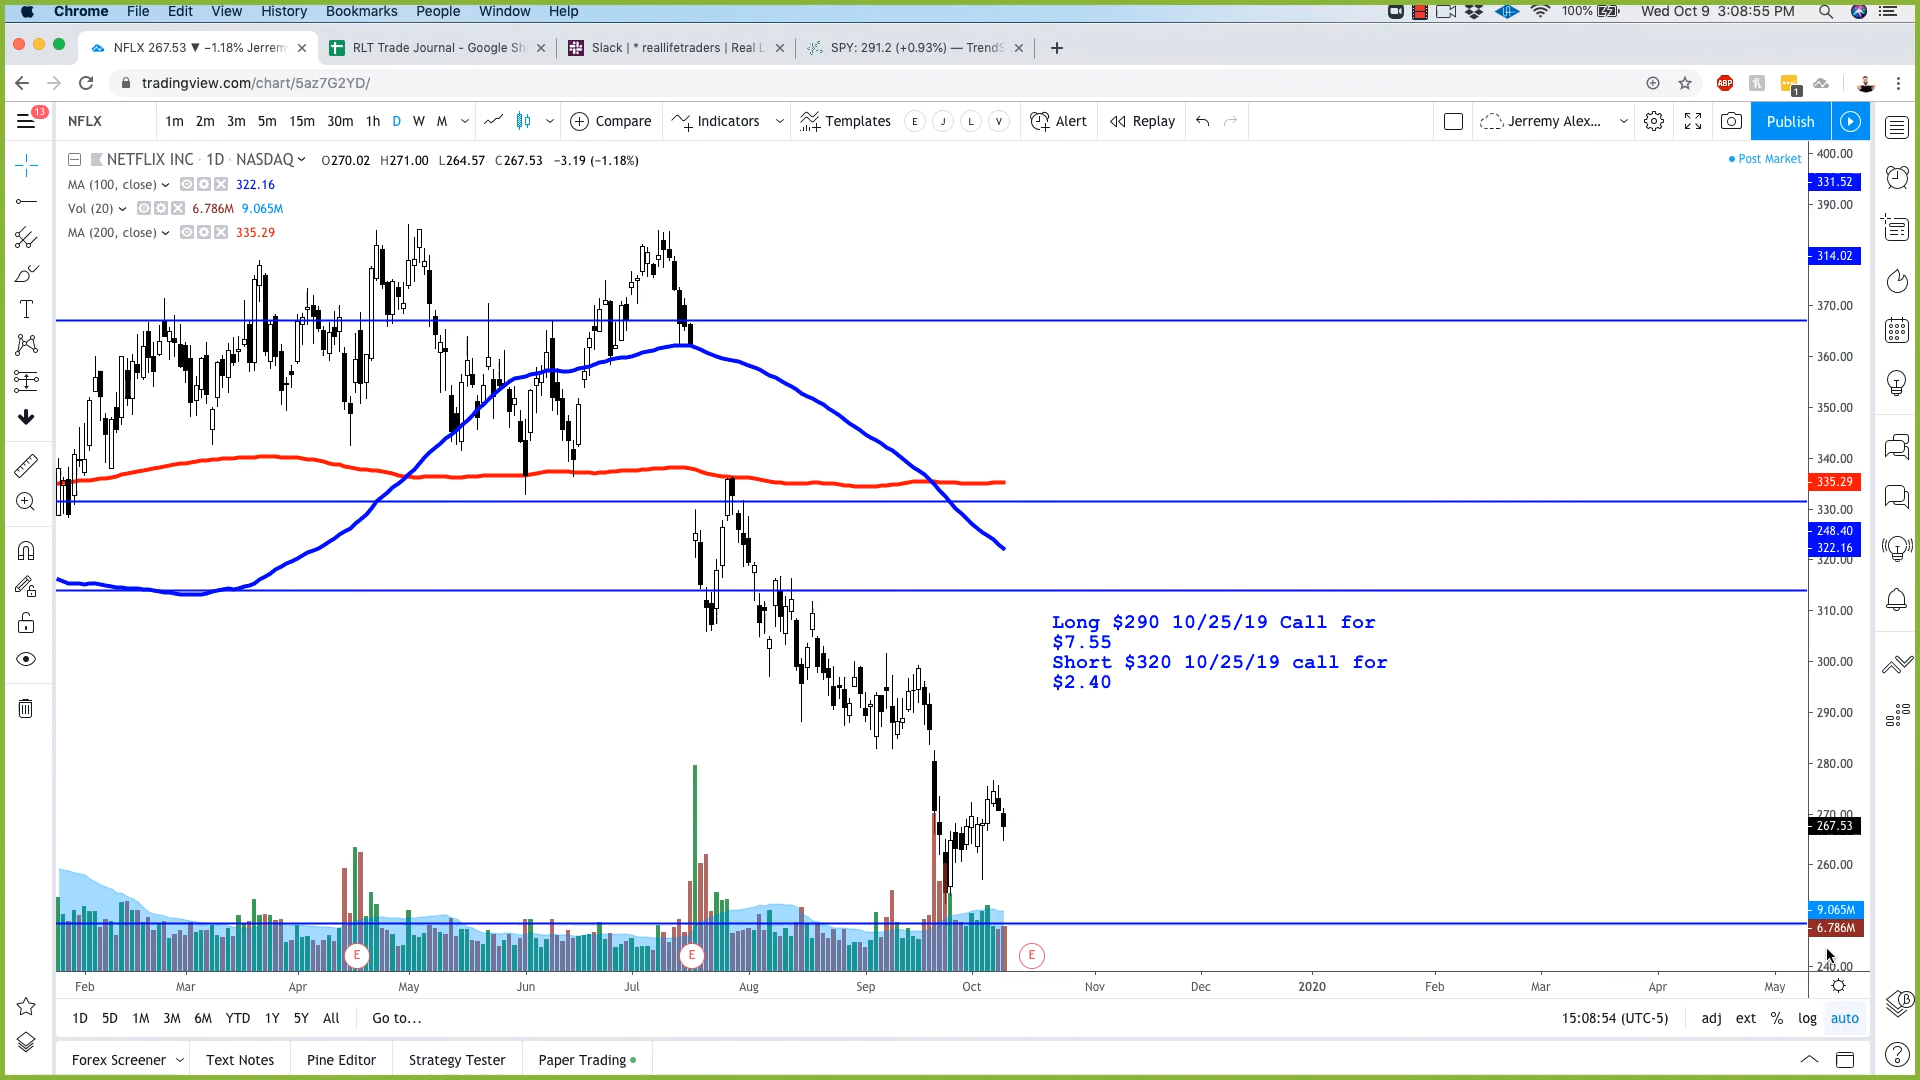 Chrome File Edit View History Bookmarks People Window Help 100% Wed Oct 9 3:08:55 PM
NFLX 267.53 ▼ −1.18% Jerrem RLT Trade Journal - Google Sh Slack | * reallifetraders | Real L SPY: 291.2 (+0.93%) — TrendS
tradingview.com/chart/5az7G2YD/ ABP 1
13 NFLX 1m 2m 3m 5m 15m 30m 1h D W M Compare Indicators Templates E J L V Alert Replay Jerremy Alex... Publish
NETFLIX INC · 1D · NASDAQ O270.02 H271.00 L264.57 C267.53 −3.19 (−1.18%)
Post Market
MA (100, close) 322.16
Vol (20) 6.786M 9.065M
MA (200, close) 335.29
400.00
331.52
390.00
314.02
370.00
360.00
350.00
340.00
335.29
330.00
248.40
322.16
320.00
310.00
Long $290 10/25/19 Call for
$7.55
Short $320 10/25/19 call for
$2.40
300.00
290.00
280.00
270.00
267.53
260.00
9.065M
6.786M
240.00
E E E
Feb Mar Apr May Jun Jul Aug Sep Oct Nov Dec 2020 Feb Mar Apr May
1D 5D 1M 3M 6M YTD 1Y 5Y All Go to... 15:08:54 (UTC-5) adj ext % log auto
Forex Screener Text Notes Pine Editor Strategy Tester Paper Trading